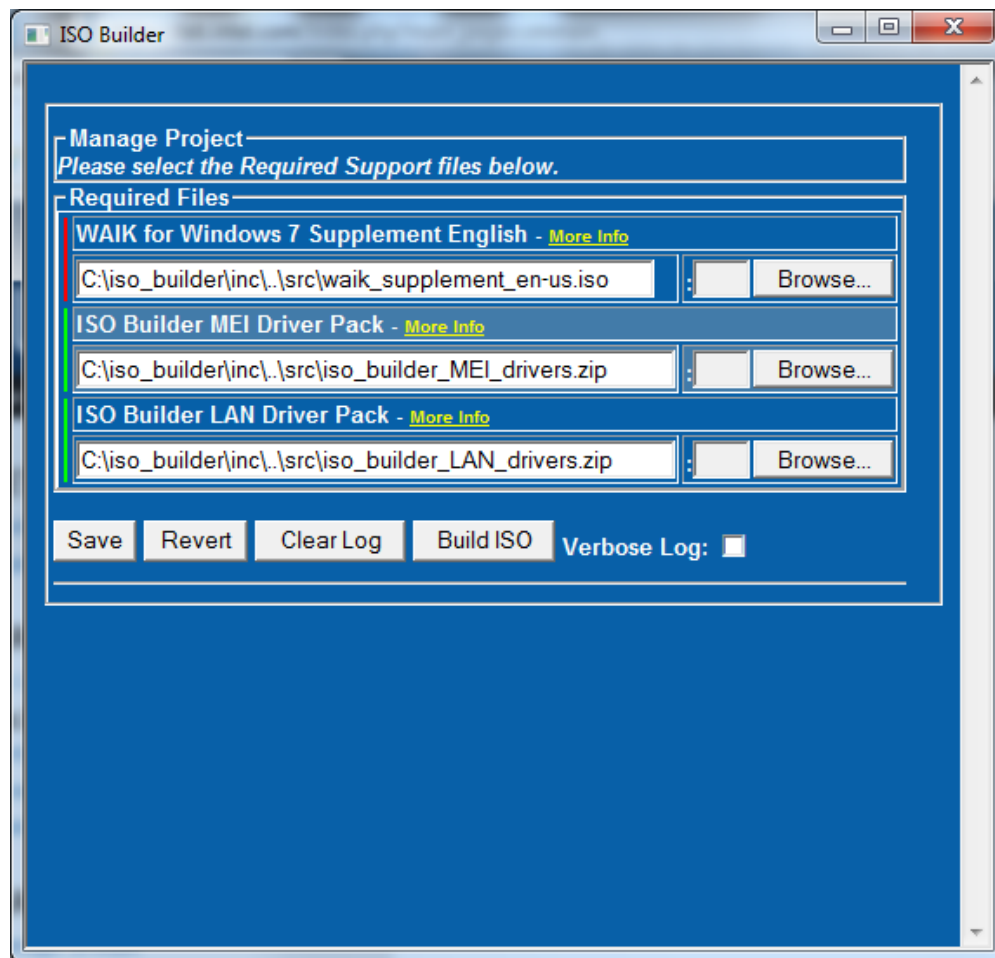 ISO Builder
Manage Project
Please select the Required Support files below.
Required Files
WAIK for Windows 7 Supplement English - More Info
C:\iso_builder\inc\..\src\waik_supplement_en-us.iso : Browse...
ISO Builder MEI Driver Pack - More Info
C:\iso_builder\inc\..\src\iso_builder_MEI_drivers.zip : Browse...
ISO Builder LAN Driver Pack - More Info
C:\iso_builder\inc\..\src\iso_builder_LAN_drivers.zip : Browse...
Save Revert Clear Log Build ISO Verbose Log: